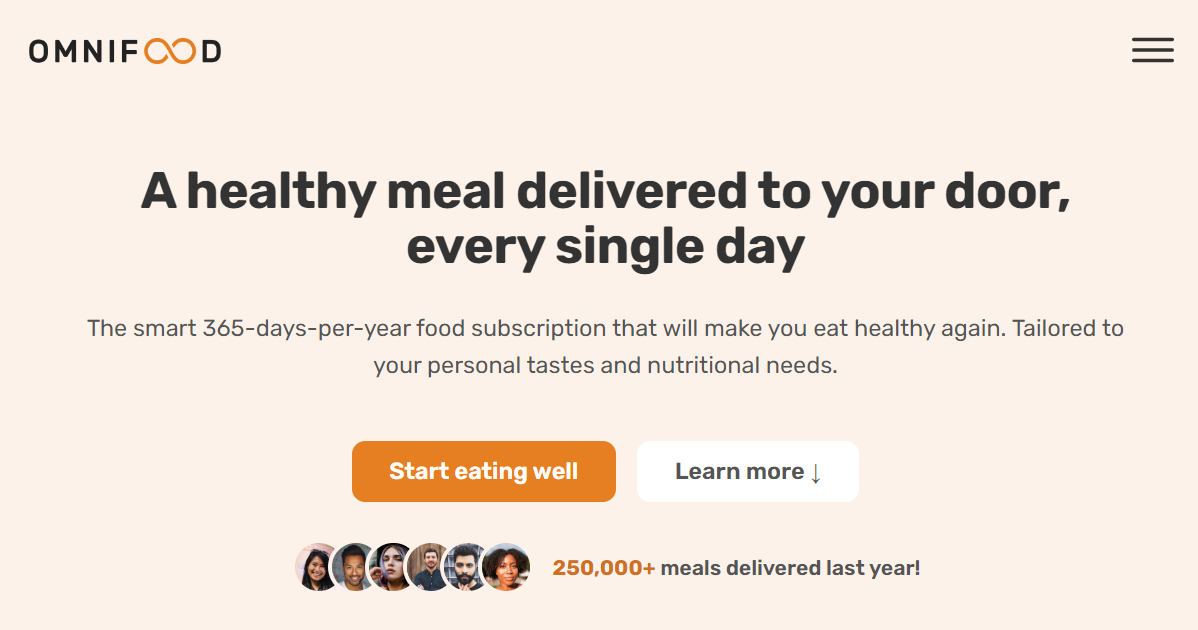 OMNIFOOD
A healthy meal delivered to your door,
every single day
The smart 365-days-per-year food subscription that will make you eat healthy again. Tailored to
your personal tastes and nutritional needs.
Start eating well
Learn more ↓
250,000+ meals delivered last year!